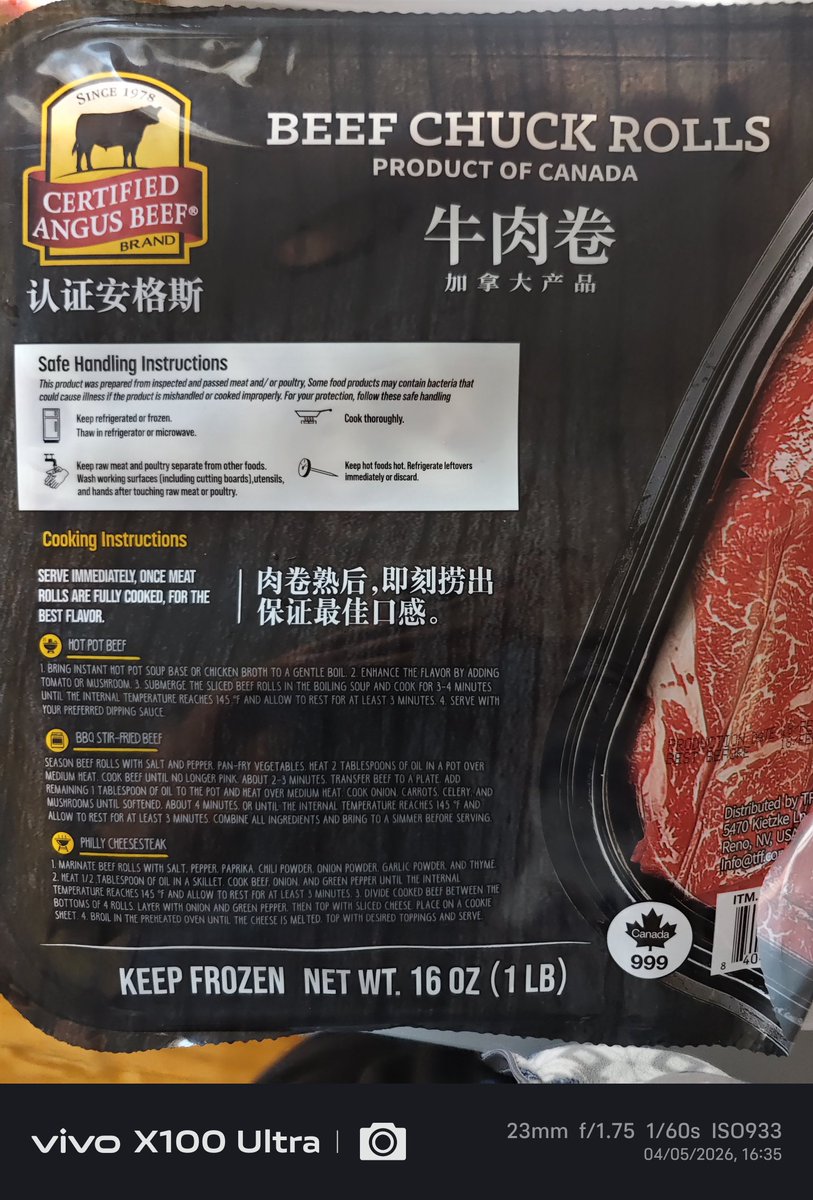 SINCE 1978
CERTIFIED
ANGUS BEEF®
BRAND
认证安格斯
BEEF CHUCK ROLLS
PRODUCT OF CANADA
牛肉卷
加拿大产品
Safe Handling Instructions
This product was prepared from inspected and passed meat and/ or poultry, Some food products may contain bacteria that
could cause illness if the product is mishandled or cooked improperly. For your protection, follow these safe handling
Keep refrigerated or frozen.
Thaw in refrigerator or microwave.
Cook thoroughly.
Keep raw meat and poultry separate from other foods.
Wash working surfaces (including cutting boards),utensils,
and hands after touching raw meat or poultry.
Keep hot foods hot. Refrigerate leftovers
immediately or discard.
Cooking Instructions
SERVE IMMEDIATELY, ONCE MEAT
ROLLS ARE FULLY COOKED, FOR THE
BEST FLAVOR.
肉卷熟后,即刻捞出
保证最佳口感。
HOT POT BEEF
1. BRING INSTANT HOT POT SOUP BASE OR CHICKEN BROTH TO A GENTLE BOIL. 2. ENHANCE THE FLAVOR BY ADDING
TOMATO OR MUSHROOM. 3. SUBMERGE THE SLICED BEEF ROLLS IN THE BOILING SOUP AND COOK FOR 3-4 MINUTES
UNTIL THE INTERNAL TEMPERATURE REACHES 145 °F AND ALLOW TO REST FOR AT LEAST 3 MINUTES. 4. SERVE WITH
YOUR PREFERRED DIPPING SAUCE.
BBQ STIR-FRIED BEEF
SEASON BEEF ROLLS WITH SALT AND PEPPER. PAN-FRY VEGETABLES. HEAT 2 TABLESPOONS OF OIL IN A POT OVER
MEDIUM HEAT. COOK BEEF UNTIL NO LONGER PINK, ABOUT 2-3 MINUTES. TRANSFER BEEF TO A PLATE. ADD
REMAINING 1 TABLESPOON OF OIL TO THE POT AND HEAT OVER MEDIUM HEAT. COOK ONION, CARROTS, CELERY, AND
MUSHROOMS UNTIL SOFTENED, ABOUT 4 MINUTES, OR UNTIL THE INTERNAL TEMPERATURE REACHES 145 °F AND
ALLOW TO REST FOR AT LEAST 3 MINUTES. COMBINE ALL INGREDIENTS AND BRING TO A SIMMER BEFORE SERVING.
PHILLY CHEESESTEAK
1. MARINATE BEEF ROLLS WITH SALT, PEPPER, PAPRIKA, CHILI POWDER, ONION POWDER, GARLIC POWDER, AND THYME.
2. HEAT 1/2 TABLESPOON OF OIL IN A SKILLET. COOK BEEF, ONION, AND GREEN PEPPER UNTIL THE INTERNAL
TEMPERATURE REACHES 145 °F AND ALLOW TO REST FOR AT LEAST 3 MINUTES. 3. DIVIDE COOKED BEEF BETWEEN THE
BOTTOMS OF 4 ROLLS. LAYER WITH ONION AND GREEN PEPPER, THEN TOP WITH SLICED CHEESE. PLACE ON A COOKIE
SHEET. 4. BROIL IN THE PREHEATED OVEN UNTIL THE CHEESE IS MELTED. TOP WITH DESIRED TOPPINGS AND SERVE.
PRODUCTION DATE
BEST BEFORE
Distributed by
5470 Kietzke
Reno, NV, USA
Info@tff.co
ITM.
8 40
Canada
999
KEEP FROZEN NET WT. 16 OZ (1 LB)
vivo X100 Ultra
23mm f/1.75 1/60s ISO933
04/05/2026, 16:35